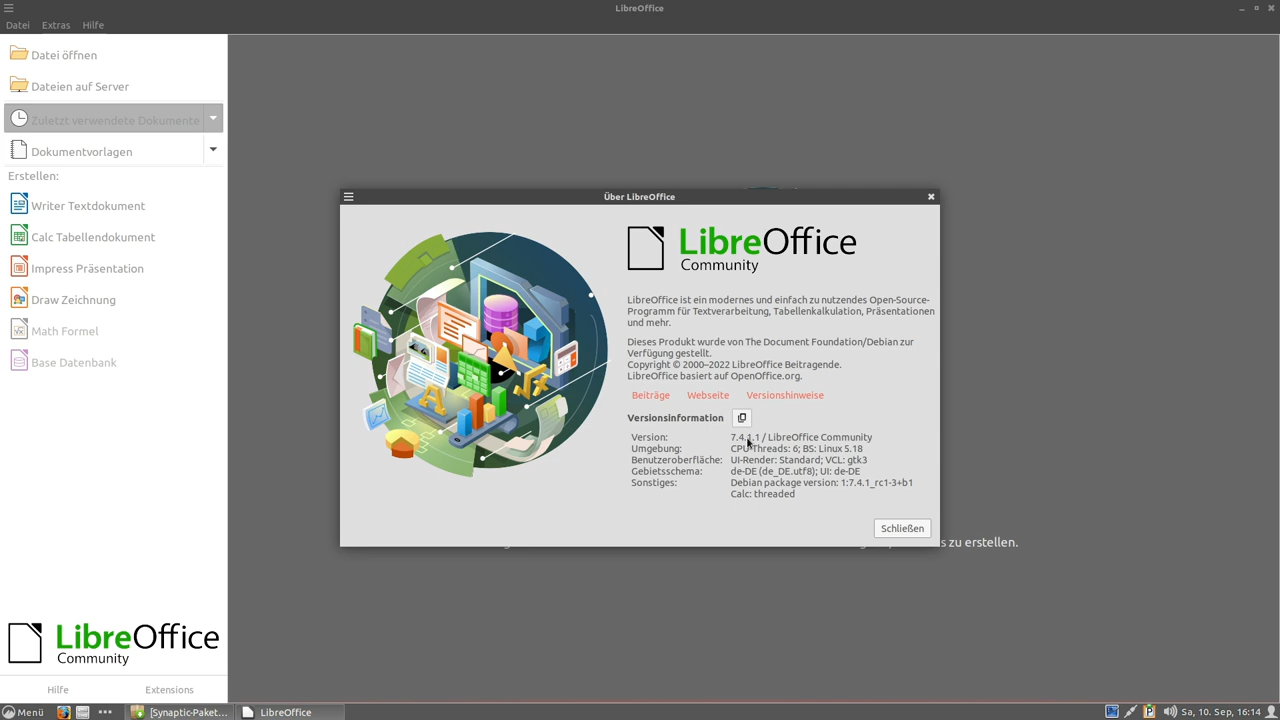 LibreOffice
Datei Extras Hilfe
Datei öffnen
Dateien auf Server
Zuletzt verwendete Dokumente
Dokumentvorlagen
Erstellen:
Writer Textdokument
Calc Tabellendokument
Impress Präsentation
Draw Zeichnung
Math Formel
Base Datenbank
LibreOffice
Community
Hilfe Extensions
Über LibreOffice
LibreOffice
Community
LibreOffice ist ein modernes und einfach zu nutzendes Open-Source-
Programm für Textverarbeitung, Tabellenkalkulation, Präsentationen
und mehr.
Dieses Produkt wurde von The Document Foundation/Debian zur
Verfügung gestellt.
Copyright © 2000–2022 LibreOffice Beitragende.
LibreOffice basiert auf OpenOffice.org.
Beiträge Webseite Versionshinweise
Versionsinformation
Version: 7.4.1.1 / LibreOffice Community
Umgebung: CPU-Threads: 6; BS: Linux 5.18
Benutzeroberfläche: UI-Render: Standard; VCL: gtk3
Gebietsschema: de-DE (de_DE.utf8); UI: de-DE
Sonstiges: Debian package version: 1:7.4.1_rc1-3+b1
Calc: threaded
Schließen
s zu erstellen.
Menü [Synaptic-Paket... LibreOffice Sa, 10. Sep, 16:14